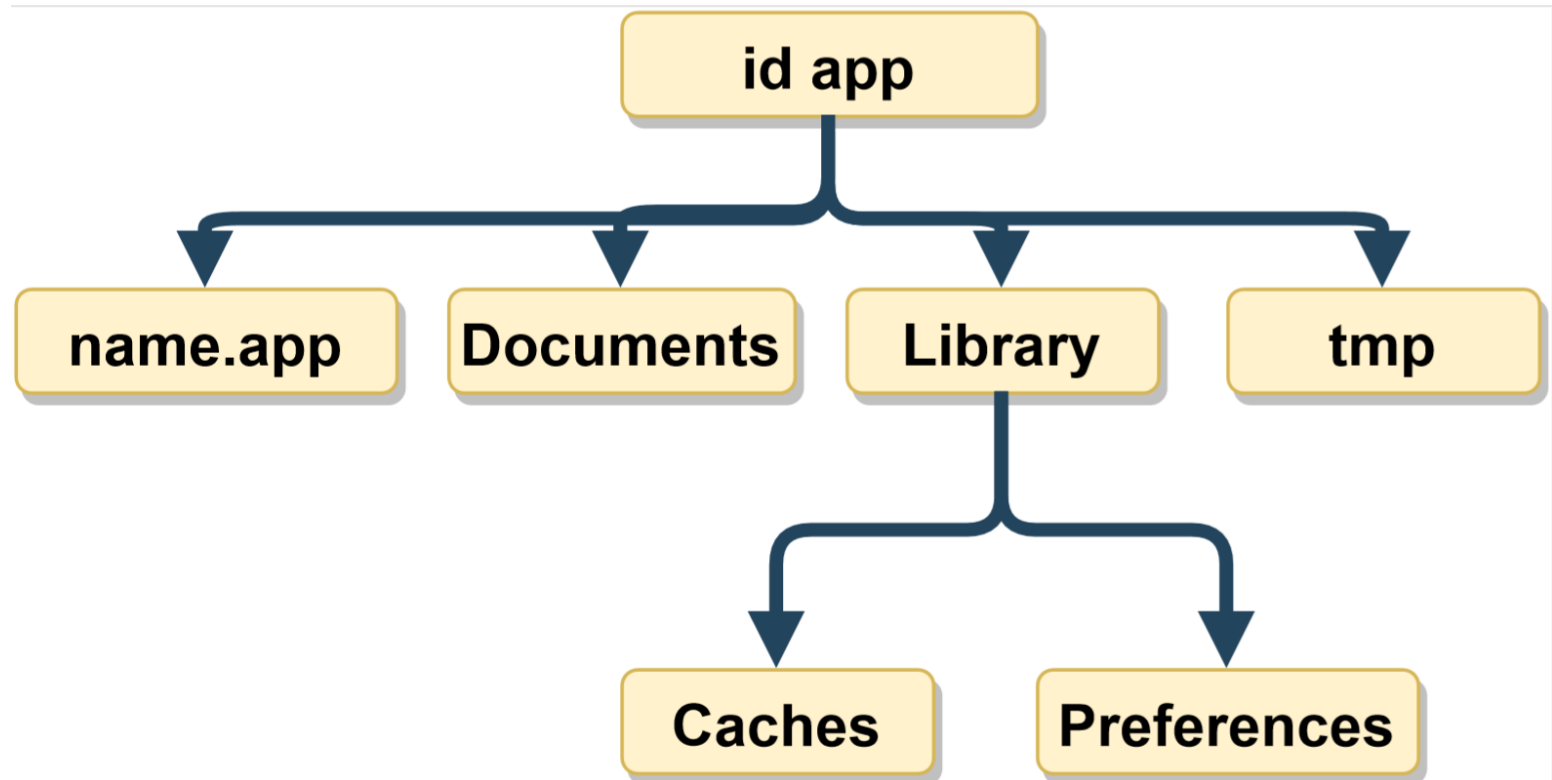 id app
name.app
Documents
Library
tmp
Caches
Preferences